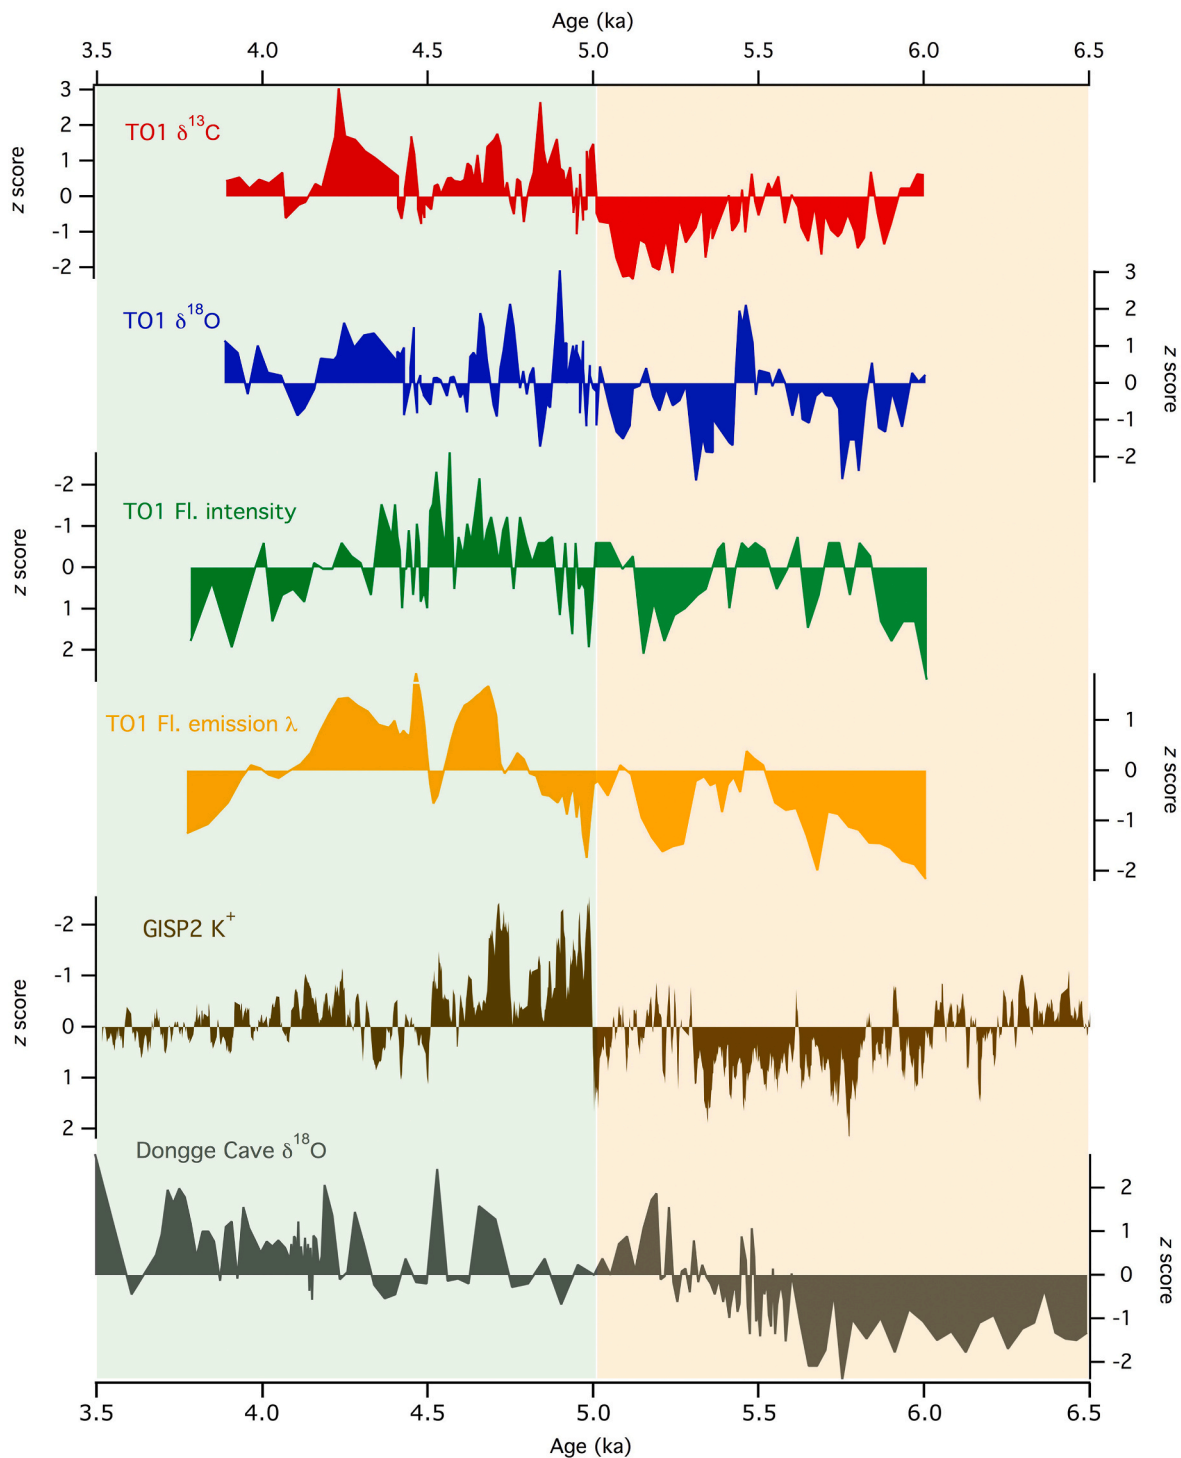 Age (ka)
3.5 4.0 4.5 5.0 5.5 6.0 6.5
TO1 δ¹³C
3
2
1
0
-1
-2
z score
TO1 δ¹⁸O
3
2
1
0
-1
-2
z score
TO1 Fl. intensity
-2
-1
0
1
2
z score
TO1 Fl. emission λ
1
0
-1
-2
z score
GISP2 K⁺
-2
-1
0
1
2
z score
Dongge Cave δ¹⁸O
2
1
0
-1
-2
z score
3.5 4.0 4.5 5.0 5.5 6.0 6.5
Age (ka)